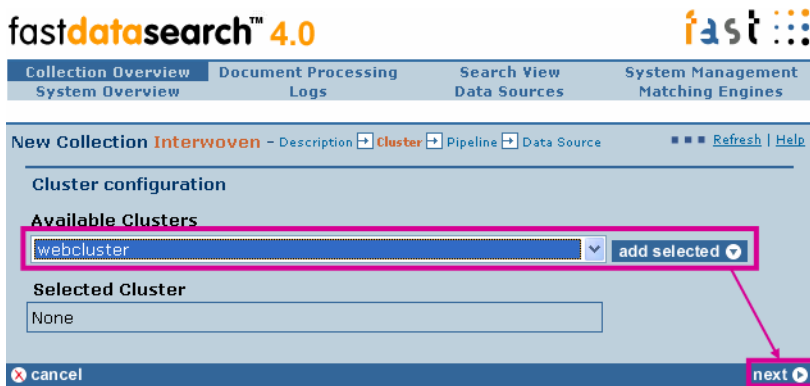 fastdatasearch™ 4.0
fast
Collection Overview Document Processing Search View System Management
System Overview Logs Data Sources Matching Engines
New Collection Interwoven - Description Cluster Pipeline Data Source Refresh | Help
Cluster configuration
Available Clusters
webcluster add selected
Selected Cluster
None
cancel next